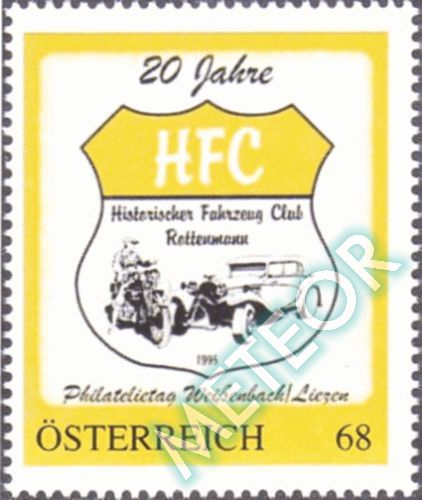 20 Jahre
HFC
Historischer Fahrzeug Club
Rottenmann
1995
Philatelietag Weißenbach/Liezen
ÖSTERREICH 68
METEOR